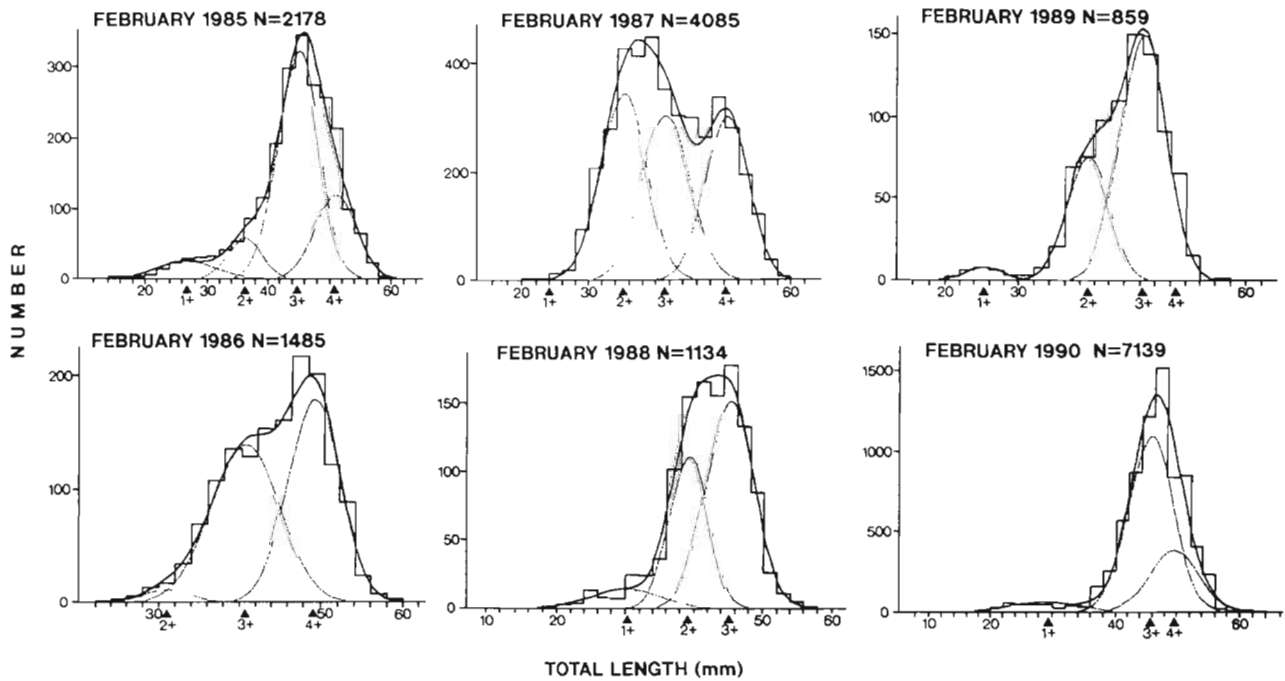 FEBRUARY 1985 N=2178
300
200
100
0
20 30 40 60
1+ 2+ 3+ 4+
FEBRUARY 1987 N=4085
400
200
0
20 30 60
1+ 2+ 3+ 4+
FEBRUARY 1989 N=859
150
100
50
0
20 30 60
1+ 2+ 3+ 4+
NUMBER
FEBRUARY 1986 N=1485
200
100
0
30 50 60
2+ 3+ 4+
FEBRUARY 1988 N=1134
150
100
50
0
10 20 50 60
1+ 2+ 3+
FEBRUARY 1990 N=7139
1500
1000
500
0
10 20 40 60
1+ 3+ 4+
TOTAL LENGTH (mm)